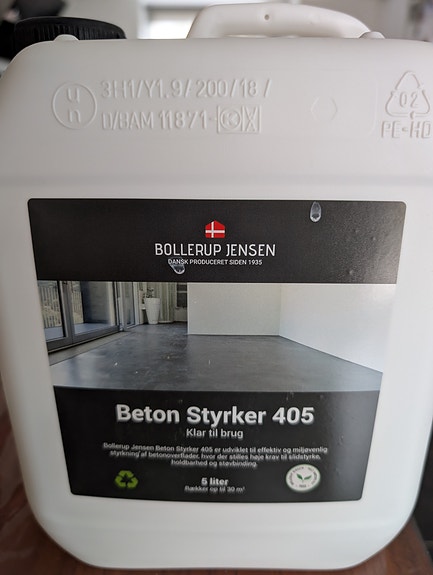 3H1/Y1.9/200/18/
D/BAM 11871-
02
PE-HD
BOLLERUP JENSEN
DANSK PRODUCERET SIDEN 1935
Beton Styrker 405
Klar til brug
Bollerup Jensen Beton Styrker 405 er udviklet til effektiv og miljøvenlig
styrkning af betonoverflader, hvor der stilles høje krav til slidstyrke,
holdbarhed og støvbinding.
5 liter
Rækker op til 30 m²